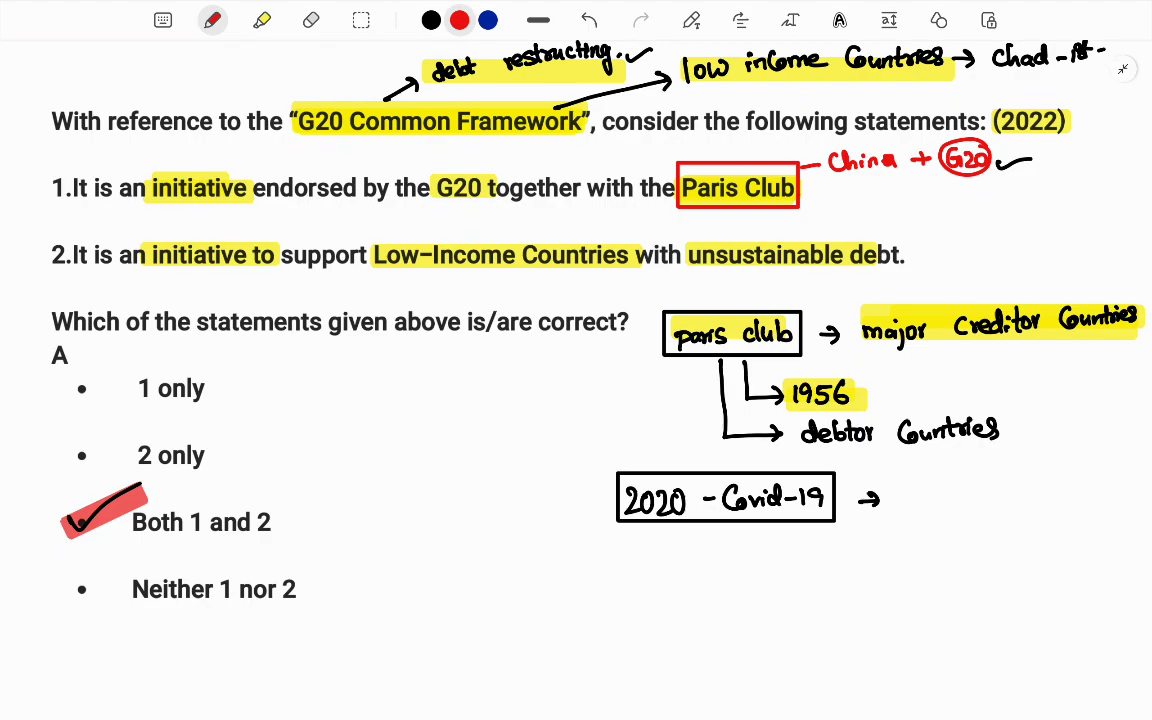 debt restructing. low income Countries → Chad - 1st -
With reference to the “G20 Common Framework”, consider the following statements: (2022)
China + G20
1.It is an initiative endorsed by the G20 together with the Paris Club
2.It is an initiative to support Low-Income Countries with unsustainable debt.
Which of the statements given above is/are correct?
paris club → major Creditor Countries
A
• 1 only
1956
debtor Countries
• 2 only
2020 - Covid-19 →
• Both 1 and 2
• Neither 1 nor 2